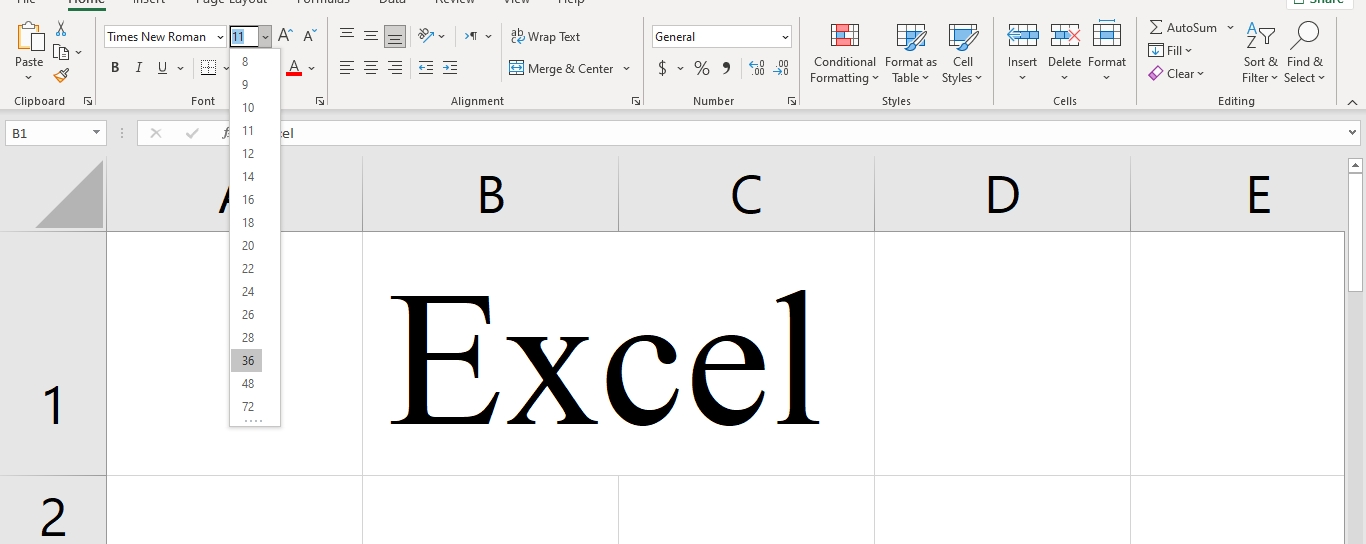 File Home Insert Page Layout Formulas Data Review View Help Share
Times New Roman 11 A A
ab c Wrap Text
General
AutoSum
Paste
B I U A
Merge & Center
$ % , .00 .00
Conditional Formatting
Format as Table
Cell Styles
Insert Delete Format
Fill
Clear
Sort & Filter
Find & Select
Clipboard Font Alignment Number Styles Cells Editing
B1
8
9
10
11
12
14
16
18
20
22
24
26
28
36
48
72
B C D E
1 Excel
2